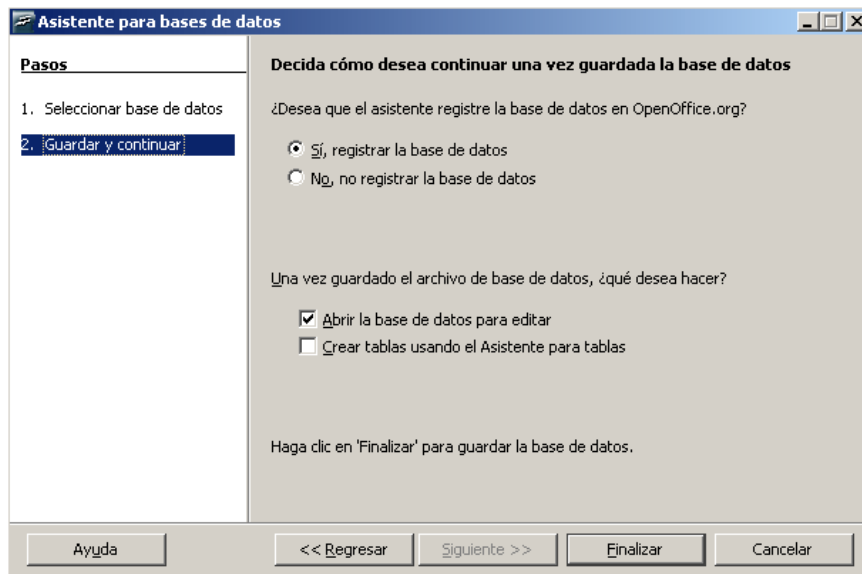 Asistente para bases de datos
Pasos
1. Seleccionar base de datos
2. Guardar y continuar
Decida cómo desea continuar una vez guardada la base de datos
¿Desea que el asistente registre la base de datos en OpenOffice.org?
Sí, registrar la base de datos
No, no registrar la base de datos
Una vez guardado el archivo de base de datos, ¿qué desea hacer?
Abrir la base de datos para editar
Crear tablas usando el Asistente para tablas
Haga clic en 'Finalizar' para guardar la base de datos.
Ayuda
<< Regresar
Siguiente >>
Finalizar
Cancelar